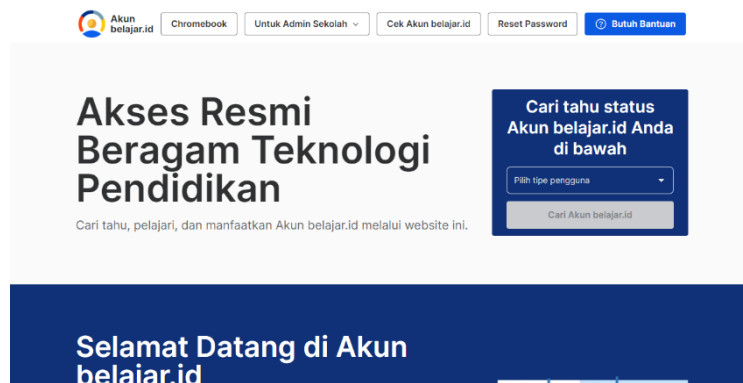 Akun
belajar.id
Chromebook
Untuk Admin Sekolah
Cek Akun belajar.id
Reset Password
Butuh Bantuan
Akses Resmi
Beragam Teknologi
Pendidikan
Cari tahu, pelajari, dan manfaatkan Akun belajar.id melalui website ini.
Cari tahu status
Akun belajar.id Anda
di bawah
Pilih tipe pengguna
Cari Akun belajar.id
Selamat Datang di Akun
belajar.id